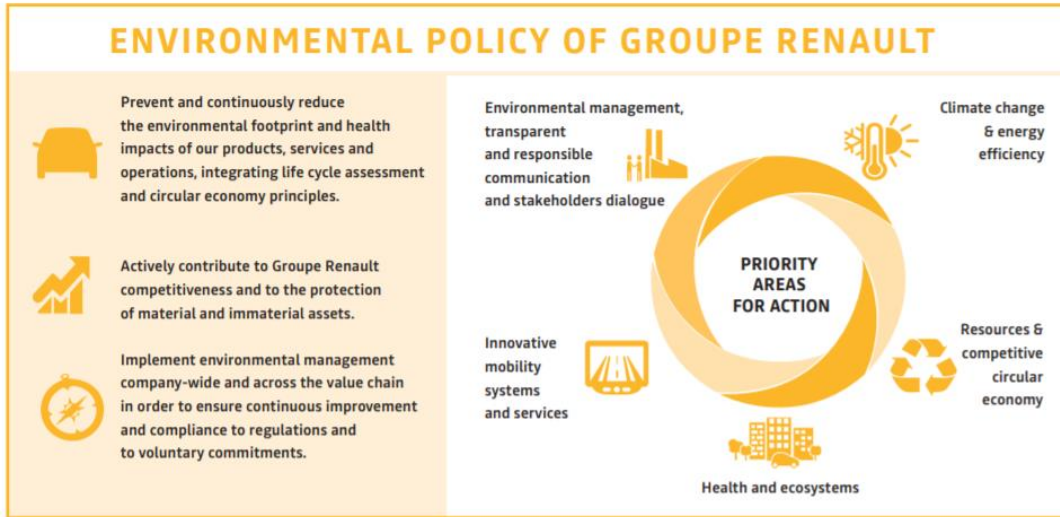 ENVIRONMENTAL POLICY OF GROUPE RENAULT
Prevent and continuously reduce
the environmental footprint and health
impacts of our products, services and
operations, integrating life cycle assessment
and circular economy principles.
Actively contribute to Groupe Renault
competitiveness and to the protection
of material and immaterial assets.
Implement environmental management
company-wide and across the value chain
in order to ensure continuous improvement
and compliance to regulations and
to voluntary commitments.
Environmental management,
transparent
and responsible
communication
and stakeholders dialogue
Climate change
& energy
efficiency
PRIORITY
AREAS
FOR ACTION
Innovative
mobility
systems
and services
Resources &
competitive
circular
economy
Health and ecosystems